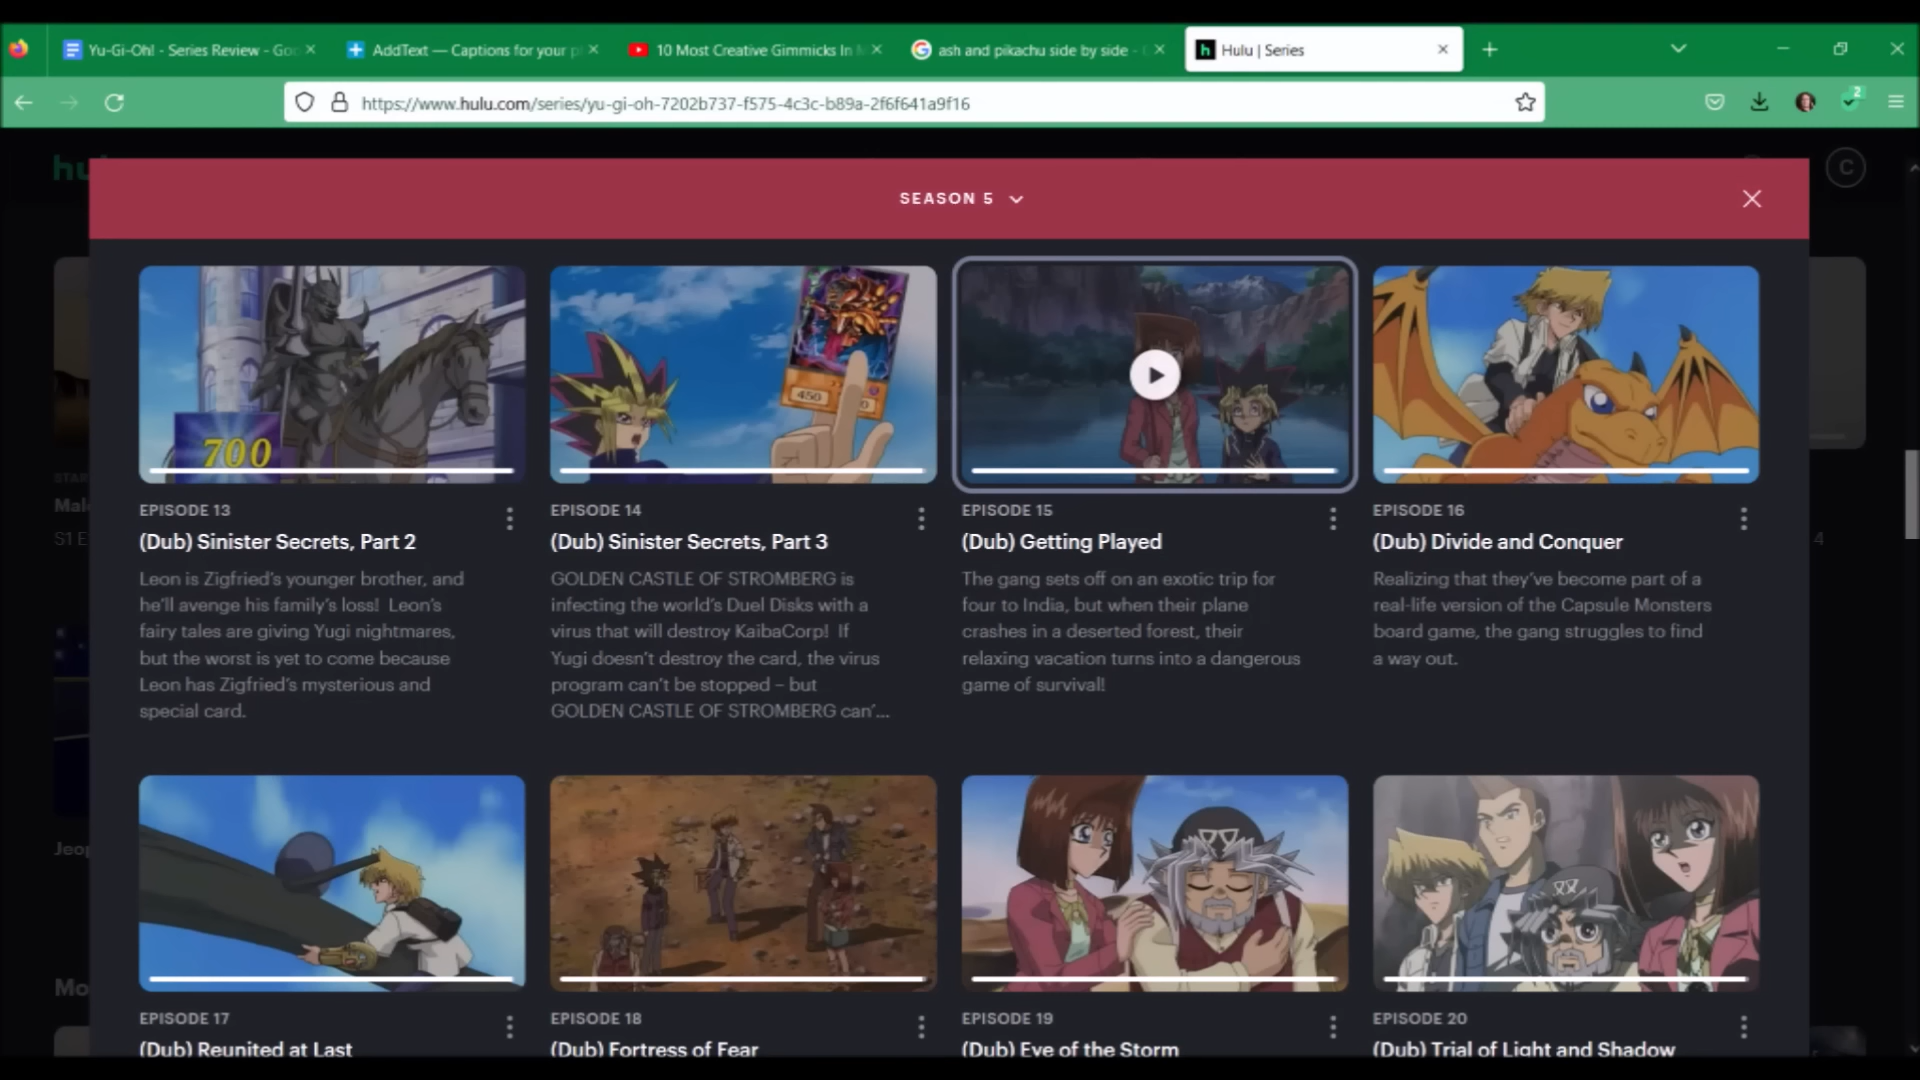 Yu-Gi-Oh! - Series Review - Goo
AddText — Captions for your p
10 Most Creative Gimmicks In
ash and pikachu side by side -
Hulu | Series
https://www.hulu.com/series/yu-gi-oh-7202b737-f575-4c3c-b89a-2f6f641a9f16
2
hu
C
SEASON 5
700
450
EPISODE 13
(Dub) Sinister Secrets, Part 2
Leon is Zigfried's younger brother, and
he'll avenge his family's loss! Leon's
fairy tales are giving Yugi nightmares,
but the worst is yet to come because
Leon has Zigfried's mysterious and
special card.
EPISODE 14
(Dub) Sinister Secrets, Part 3
GOLDEN CASTLE OF STROMBERG is
infecting the world's Duel Disks with a
virus that will destroy KaibaCorp! If
Yugi doesn't destroy the card, the virus
program can't be stopped – but
GOLDEN CASTLE OF STROMBERG can'...
EPISODE 15
(Dub) Getting Played
The gang sets off on an exotic trip for
four to India, but when their plane
crashes in a deserted forest, their
relaxing vacation turns into a dangerous
game of survival!
EPISODE 16
(Dub) Divide and Conquer
Realizing that they've become part of a
real-life version of the Capsule Monsters
board game, the gang struggles to find
a way out.
STAR
Mal
S1 E
4
Jeop
Mo
EPISODE 17
(Dub) Reunited at Last
EPISODE 18
(Dub) Fortress of Fear
EPISODE 19
(Dub) Eye of the Storm
EPISODE 20
(Dub) Trial of Light and Shadow